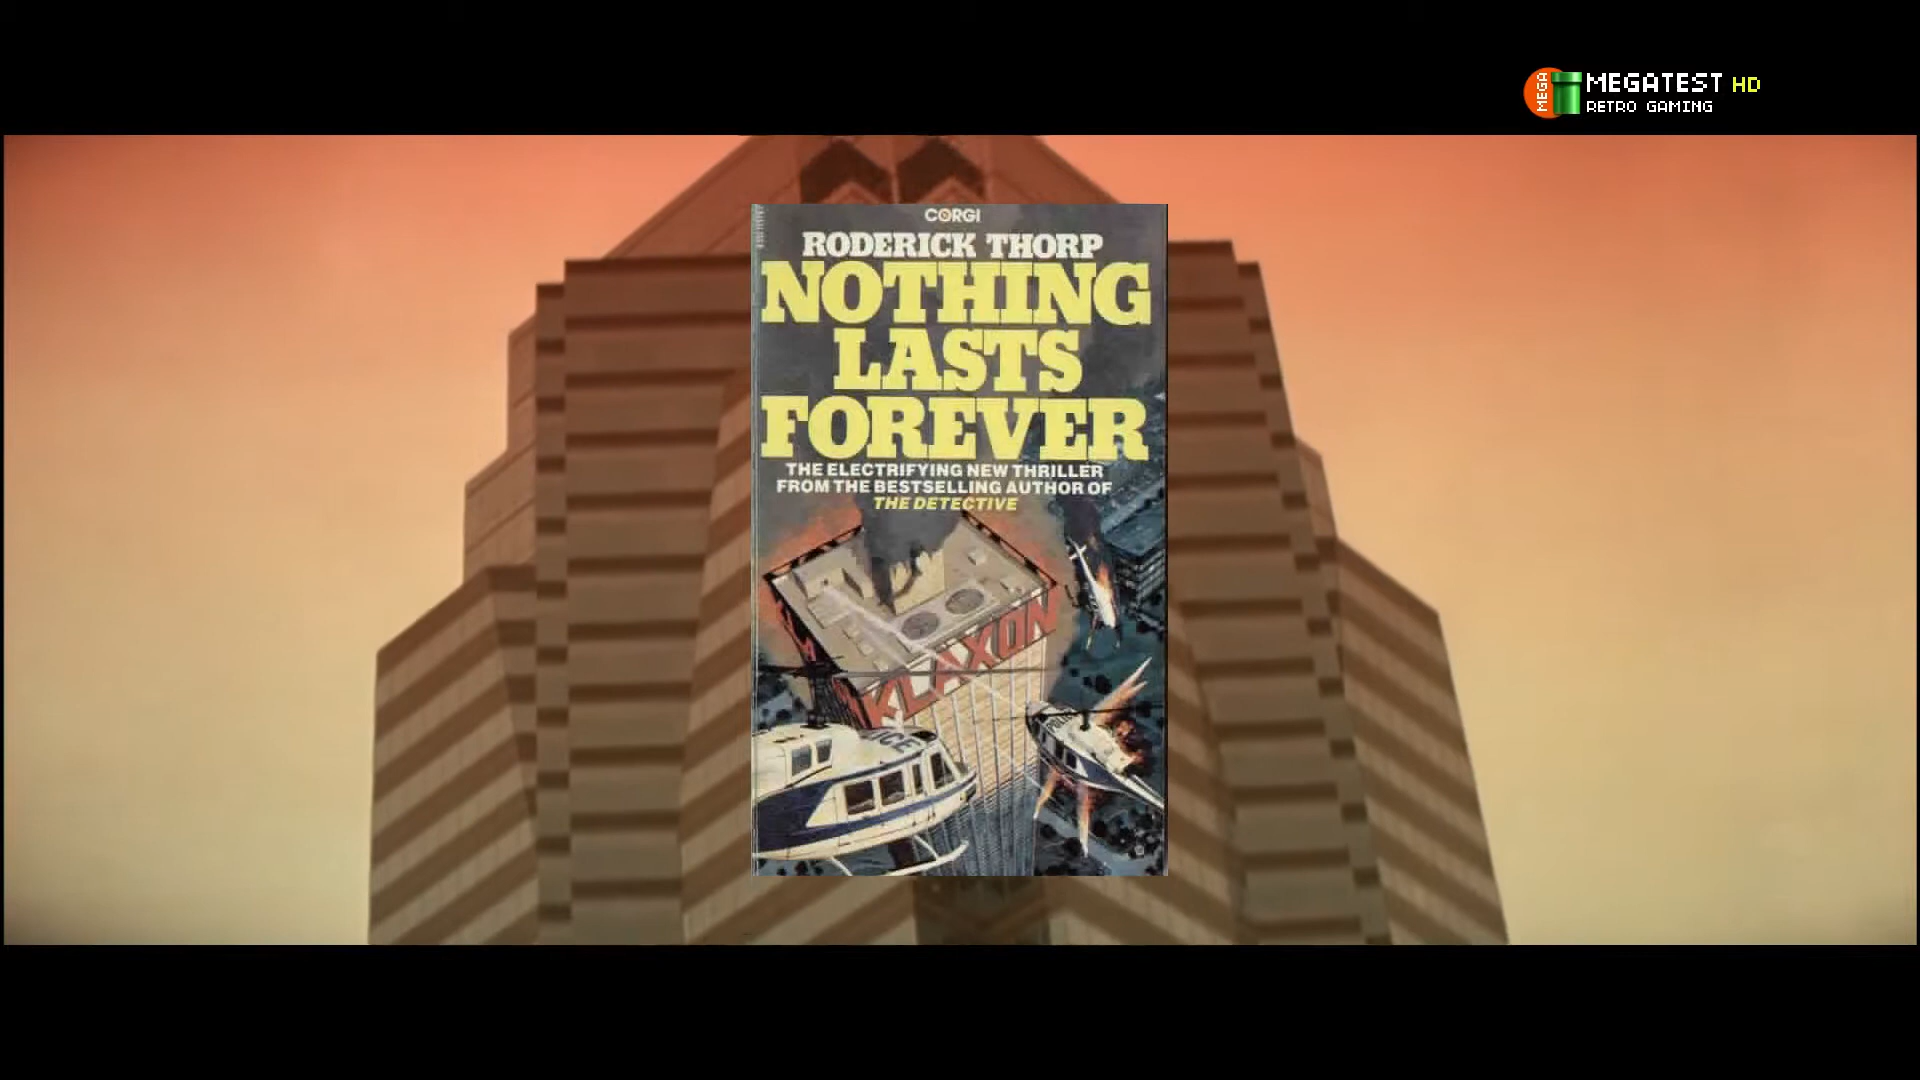 MEGA
MEGATEST HD
RETRO GAMING
CORGI
RODERICK THORP
NOTHING
LASTS
FOREVER
THE ELECTRIFYING NEW THRILLER
FROM THE BESTSELLING AUTHOR OF
THE DETECTIVE
KLAXON